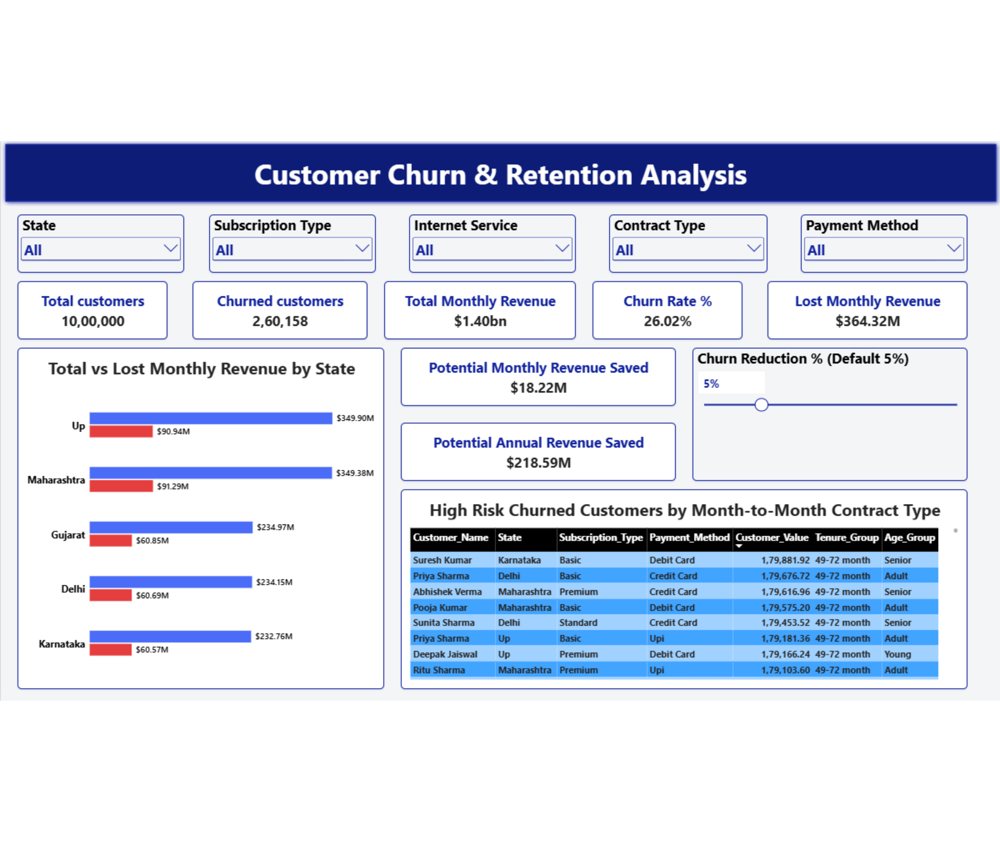 Customer Churn & Retention Analysis
State
All
Subscription Type
All
Internet Service
All
Contract Type
All
Payment Method
All
Total customers
10,00,000
Churned customers
2,60,158
Total Monthly Revenue
$1.40bn
Churn Rate %
26.02%
Lost Monthly Revenue
$364.32M
Total vs Lost Monthly Revenue by State
Up
$349.90M
$90.94M
Maharashtra
$349.38M
$91.29M
Gujarat
$234.97M
$60.85M
Delhi
$234.15M
$60.69M
Karnataka
$232.76M
$60.57M
Potential Monthly Revenue Saved
$18.22M
Potential Annual Revenue Saved
$218.59M
Churn Reduction % (Default 5%)
5%
High Risk Churned Customers by Month-to-Month Contract Type
Customer_Name State Subscription_Type Payment_Method Customer_Value Tenure_Group Age_Group
Suresh Kumar Karnataka Basic Debit Card 1,79,881.92 49-72 month Senior
Priya Sharma Delhi Basic Credit Card 1,79,676.72 49-72 month Adult
Abhishek Verma Maharashtra Premium Credit Card 1,79,616.96 49-72 month Senior
Pooja Kumar Maharashtra Basic Debit Card 1,79,575.20 49-72 month Adult
Sunita Sharma Delhi Standard Credit Card 1,79,453.52 49-72 month Senior
Priya Sharma Up Basic Upi 1,79,181.36 49-72 month Adult
Deepak Jaiswal Up Premium Debit Card 1,79,166.24 49-72 month Young
Ritu Sharma Maharashtra Premium Upi 1,79,103.60 49-72 month Adult